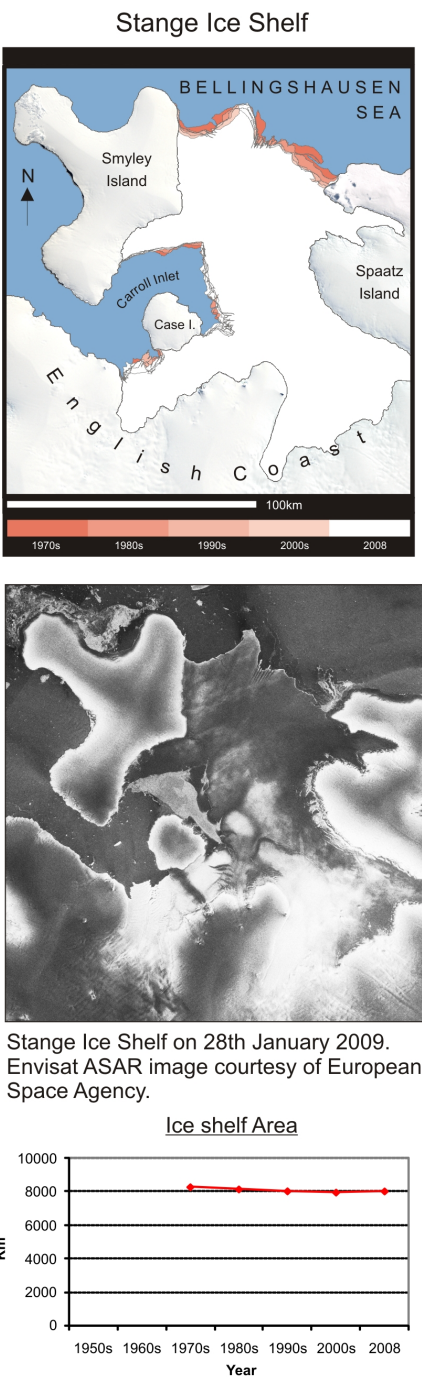 Stange Ice Shelf
BELLINGSHAUSEN
SEA
Smyley
Island
N
Carroll Inlet
Case I.
Spaatz
Island
English Coast
100km
1970s 1980s 1990s 2000s 2008
Stange Ice Shelf on 28th January 2009.
Envisat ASAR image courtesy of European
Space Agency.
Ice shelf Area
10000
8000
6000
4000
2000
0
1950s 1960s 1970s 1980s 1990s 2000s 2008
Year